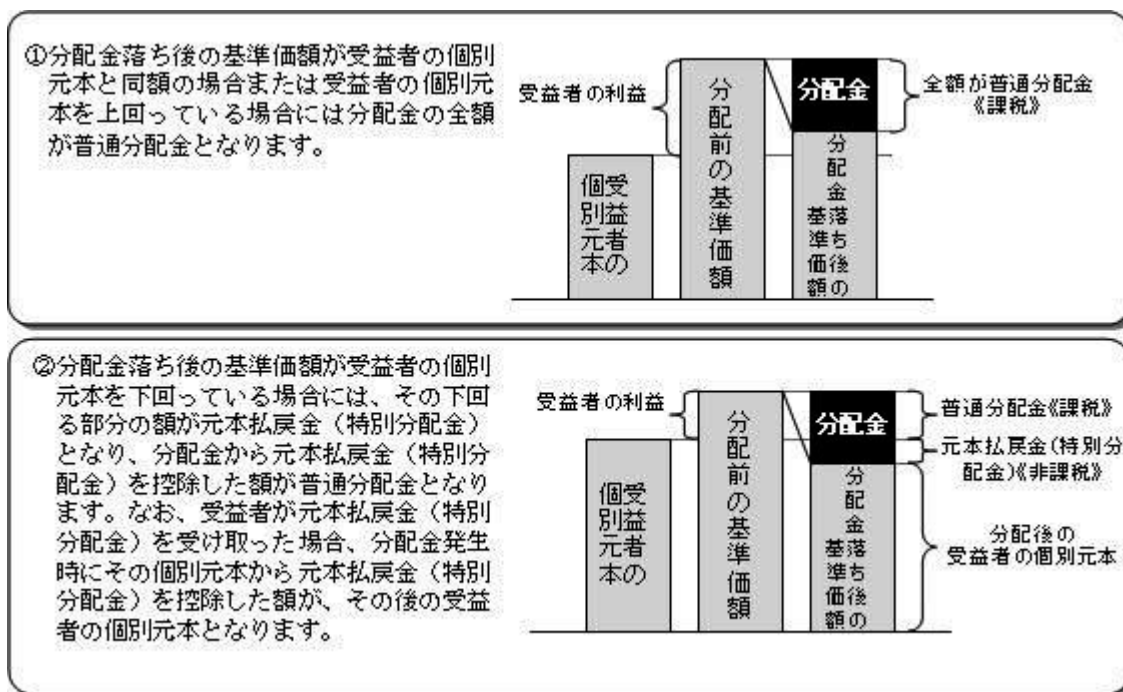 ①分配金落ち後の基準価額が受益者の個別
元本と同額の場合または受益者の個別元
本を上回っている場合には分配金の全額
が普通分配金となります。
受益者の利益
受益者の
個別元本
分配前の基準価額
分配金
分配金落ち後の
基準価額
全額が普通分配金
《課税》
②分配金落ち後の基準価額が受益者の個別
元本を下回っている場合には、その下回
る部分の額が元本払戻金（特別分配金）
となり、分配金から元本払戻金（特別分
配金）を控除した額が普通分配金となり
ます。なお、受益者が元本払戻金（特別
分配金）を受け取った場合、分配金発生
時にその個別元本から元本払戻金（特別
分配金）を控除した額が、その後の受益
者の個別元本となります。
受益者の利益
受益者の
個別元本
分配前の基準価額
分配金
分配金落ち後の
基準価額
普通分配金《課税》
元本払戻金(特別分
配金)《非課税》
分配後の
受益者の個別元本